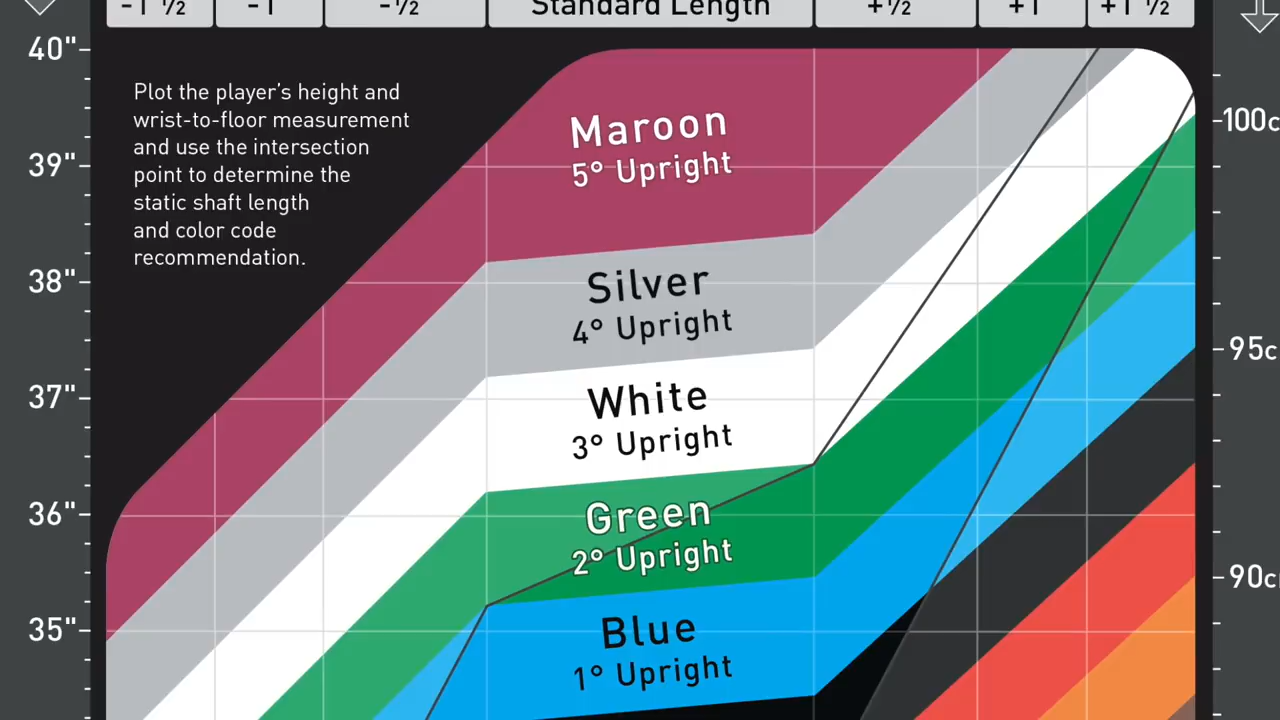 -1 ½ -1 -½ Standard Length +½ +1 +1 ½
40"
Plot the player's height and
wrist-to-floor measurement
and use the intersection
point to determine the
static shaft length
and color code
recommendation.
Maroon
5° Upright
100c
39"
38"
Silver
4° Upright
95c
37"
White
3° Upright
36"
Green
2° Upright
90c
35"
Blue
1° Upright